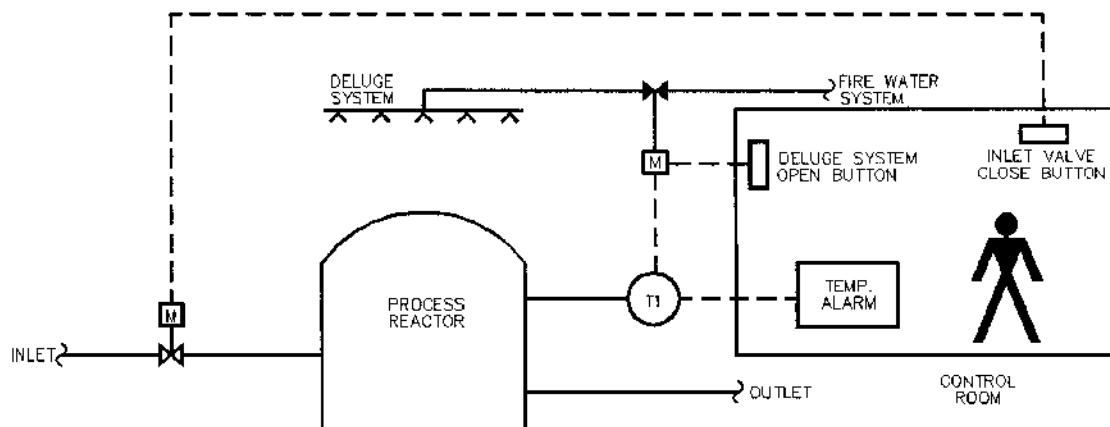 DELUGE
SYSTEM
FIRE WATER
SYSTEM
M
DELUGE SYSTEM
OPEN BUTTON
INLET VALVE
CLOSE BUTTON
PROCESS
REACTOR
T1
TEMP.
ALARM
M
INLET
OUTLET
CONTROL
ROOM